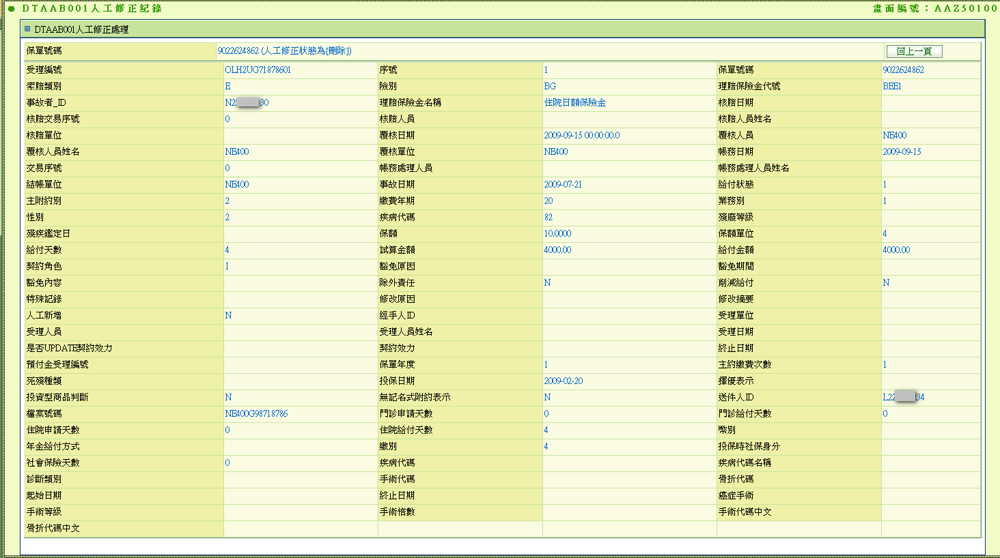 DTAAB001人工修正紀錄 畫面編號：AAZ50100
DTAAB001人工修正處理
保單號碼 9022624862 (人工修正狀態為[刪除]) 回上一頁
受理編號 OLH2UG71878601 序號 1 保單號碼 9022624862
索賠類別 E 險別 BG 理賠保險金代號 BEE1
事故者_ID N2 30 理賠保險金名稱 住院日額保險金 核賠日期
核賠交易序號 0 核賠人員 核賠人員姓名
核賠單位 覆核日期 2009-09-15 00:00:00.0 覆核人員 NE400
覆核人員姓名 NE400 覆核單位 NE400 帳務日期 2009-09-15
交易序號 0 帳務處理人員 帳務處理人員姓名
結帳單位 NE400 事故日期 2009-07-21 給付狀態 1
主附約別 2 繳費年期 20 業務別 1
性別 2 疾病代碼 82 殘廢等級
殘疾鑑定日 保額 10.0000 保額單位 4
給付天數 4 試算金額 4000.00 給付金額 4000.00
契約角色 I 豁免原因 豁免期間
豁免內容 除外責任 N 削減給付 N
特殊記錄 修改原因 修改摘要
人工新增 N 經手人ID 受理單位
受理人員 受理人員姓名 受理日期
是否UPDATE契約效力 契約效力 終止日期
預付金受理編號 保單年度 1 主約繳費次數 1
死殘種類 投保日期 2009-02-20 擇優表示
投資型商品判斷 N 無記名式附約表示 N 送件人ID L22 34
檔案號碼 NE400G98718786 門診申請天數 0 門診給付天數 0
住院申請天數 0 住院給付天數 4 幣別
年金給付方式 繳別 4 投保時社保身分
社會保險天數 0 疾病代碼 疾病代碼名稱
診斷類別 手術代碼 骨折代碼
起始日期 終止日期 癌症手術
手術等級 手術倍數 手術代碼中文
骨折代碼中文